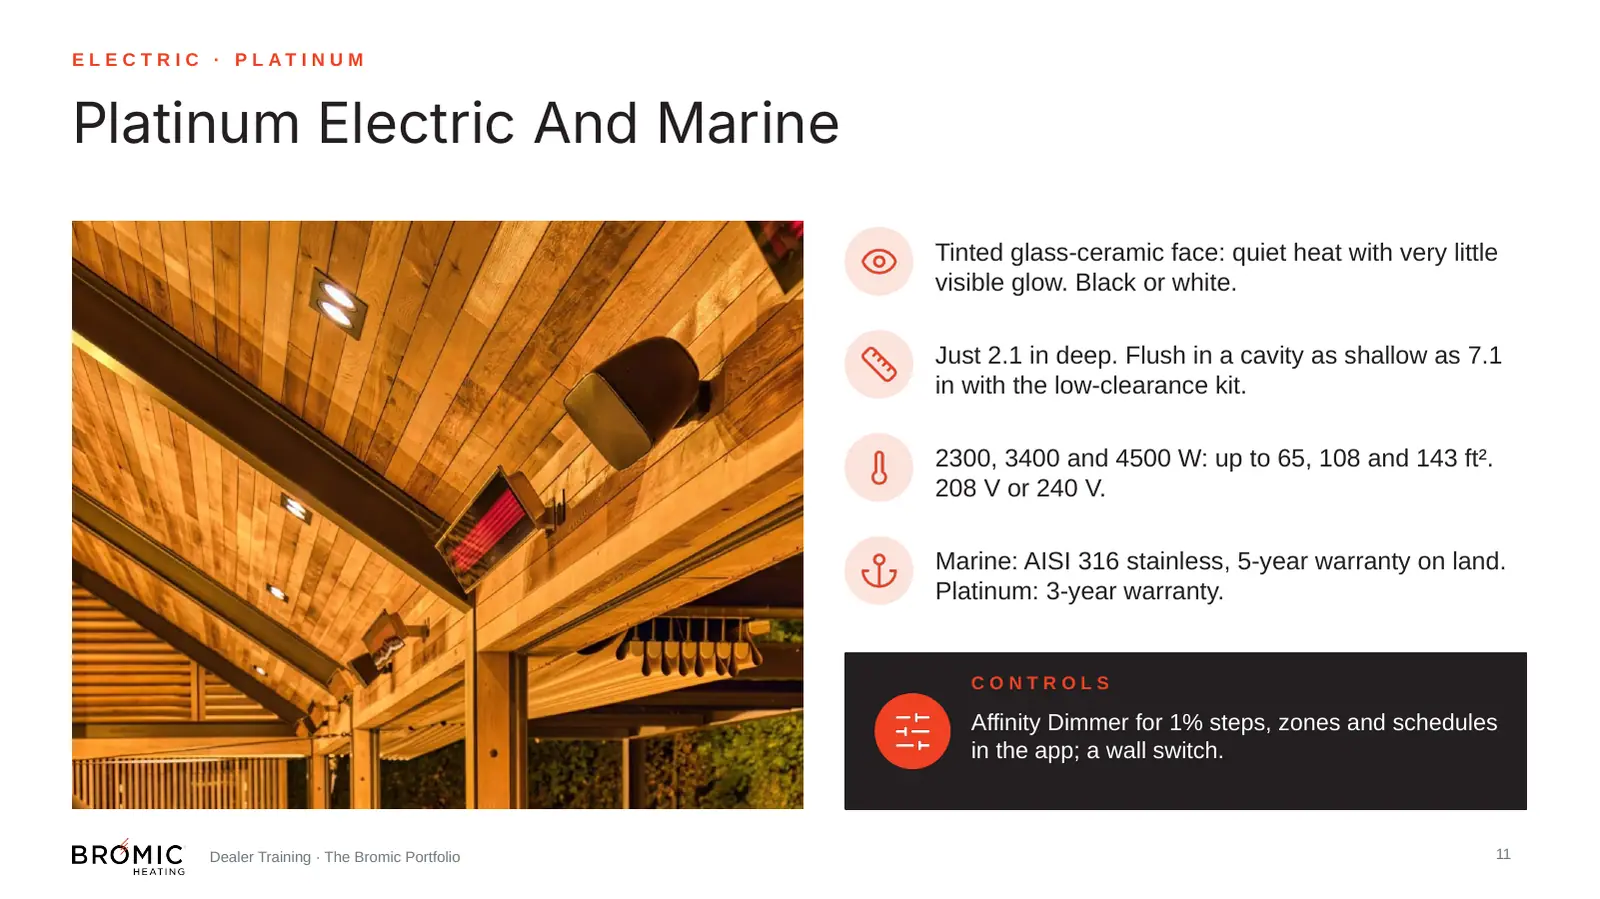 ELECTRIC · PLATINUM
Platinum Electric And Marine
Tinted glass-ceramic face: quiet heat with very little
visible glow. Black or white.
Just 2.1 in deep. Flush in a cavity as shallow as 7.1
in with the low-clearance kit.
2300, 3400 and 4500 W: up to 65, 108 and 143 ft².
208 V or 240 V.
Marine: AISI 316 stainless, 5-year warranty on land.
Platinum: 3-year warranty.
CONTROLS
Affinity Dimmer for 1% steps, zones and schedules
in the app; a wall switch.
BROMIC
HEATING
Dealer Training · The Bromic Portfolio
11